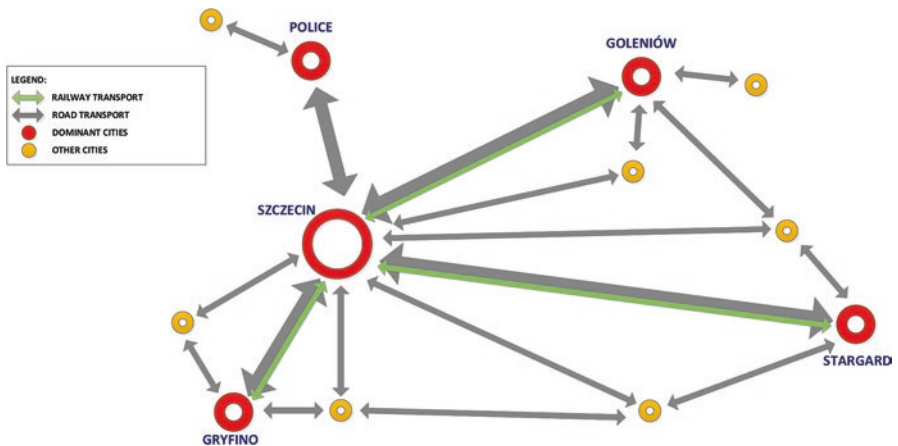 POLICE
GOLENIÓW
LEGEND:
RAILWAY TRANSPORT
ROAD TRANSPORT
DOMINANT CITIES
OTHER CITIES
SZCZECIN
STARGARD
GRYFINO